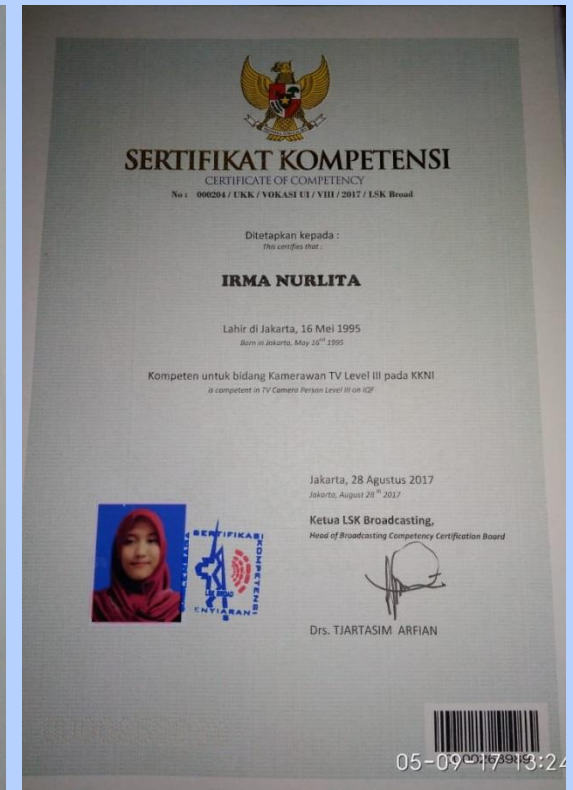 SERTIFIKAT KOMPETENSI
CERTIFICATE OF COMPETENCY
No : 000204 / UKK / VOKASI UI / VIII / 2017 / LSK Broad
Ditetapkan kepada :
This certifies that :
IRMA NURLITA
Lahir di Jakarta, 16 Mei 1995
Born in Jakarta, May 16th 1995
Kompeten untuk bidang Kamerawan TV Level III pada KKNI
is competent in TV Camera Person Level III on IQF
Jakarta, 28 Agustus 2017
Jakarta, August 28th 2017
Ketua LSK Broadcasting,
Head of Broadcasting Competency Certification Board
SERTIFIKASI
KOMPETENSI
LSK BROAD
Drs. TJARTASIM ARFIAN
05-09-17 13:24